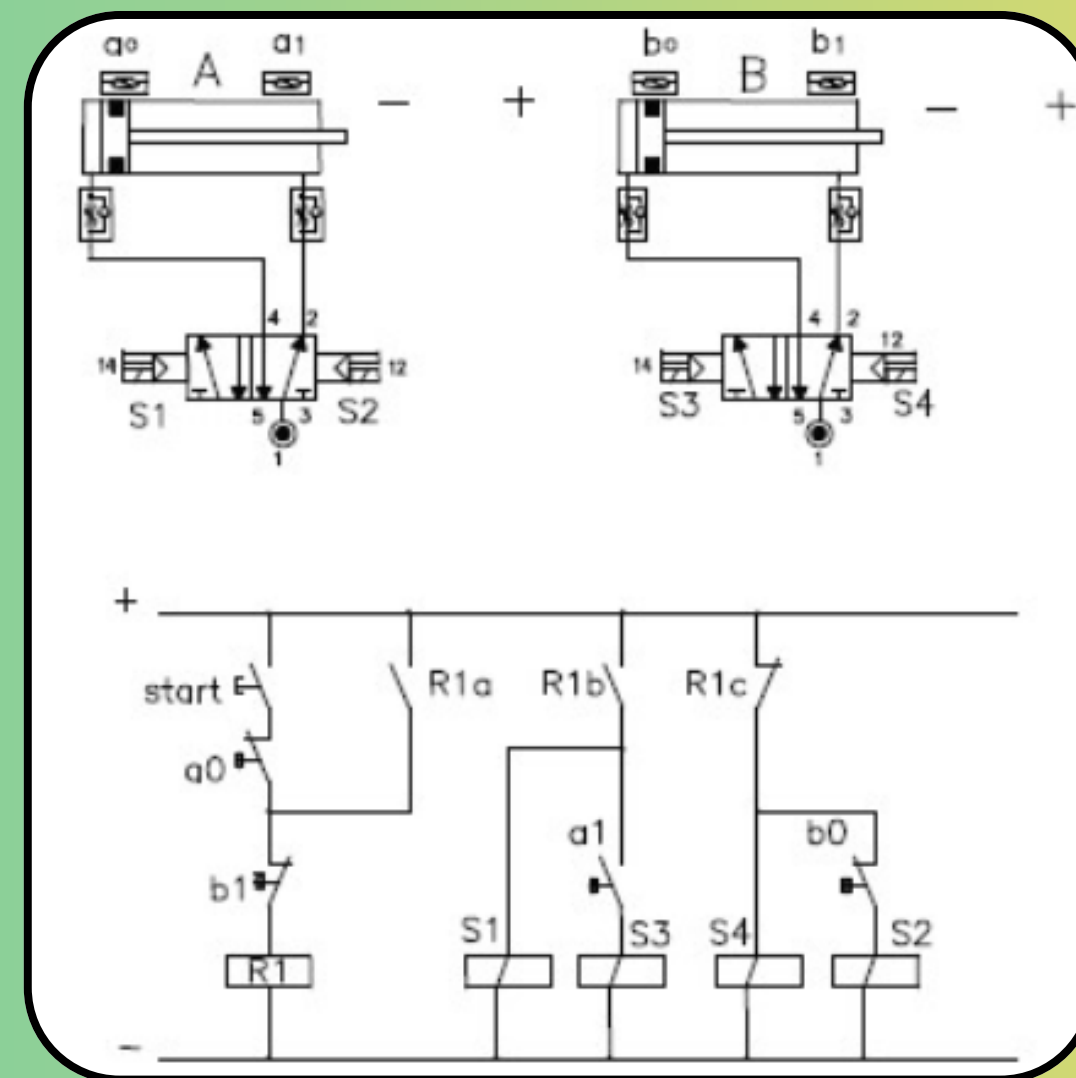 a0 A a1 - +
b0 B b1 - +
4 2
14 12
S1 5 3 S2
1
4 2
14 12
S3 5 3 S4
1
+
start R1a R1b R1c
a0
a1 b0
b1
S1 S3 S4 S2
R1
-